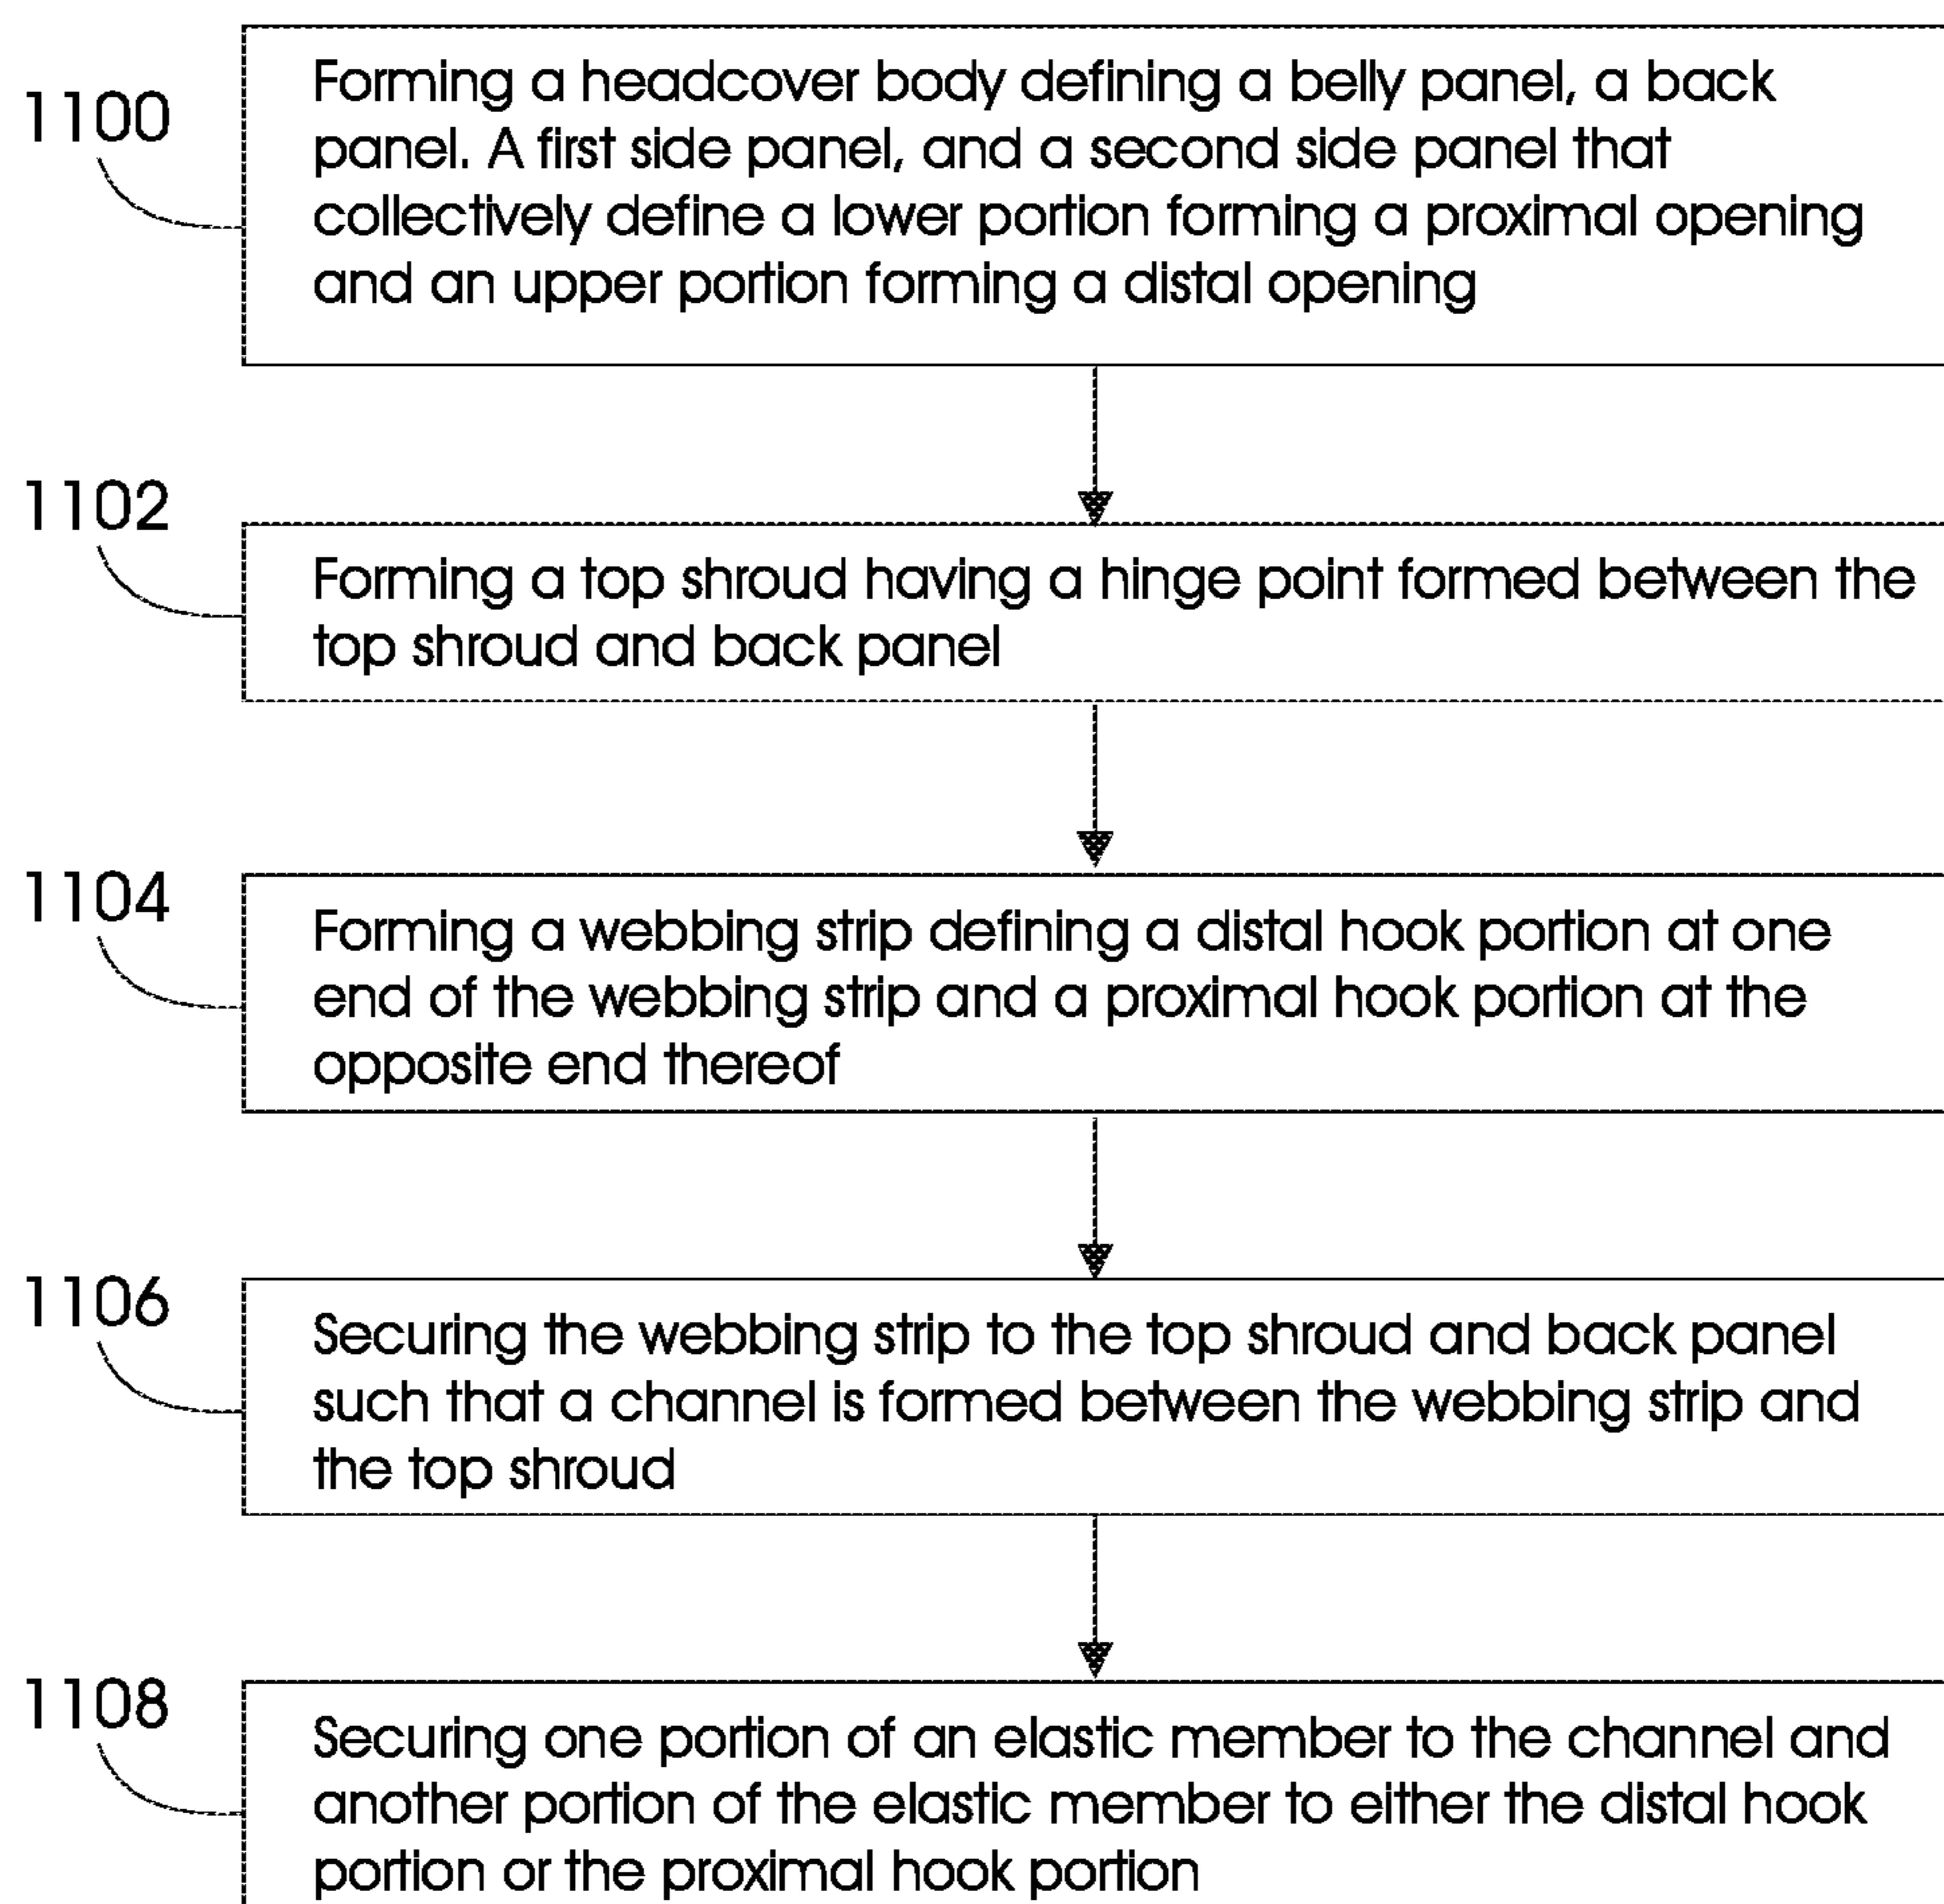 1100
Forming a headcover body defining a belly panel, a back
panel. A first side panel, and a second side panel that
collectively define a lower portion forming a proximal opening
and an upper portion forming a distal opening
1102
Forming a top shroud having a hinge point formed between the
top shroud and back panel
1104
Forming a webbing strip defining a distal hook portion at one
end of the webbing strip and a proximal hook portion at the
opposite end thereof
1106
Securing the webbing strip to the top shroud and back panel
such that a channel is formed between the webbing strip and
the top shroud
1108
Securing one portion of an elastic member to the channel and
another portion of the elastic member to either the distal hook
portion or the proximal hook portion